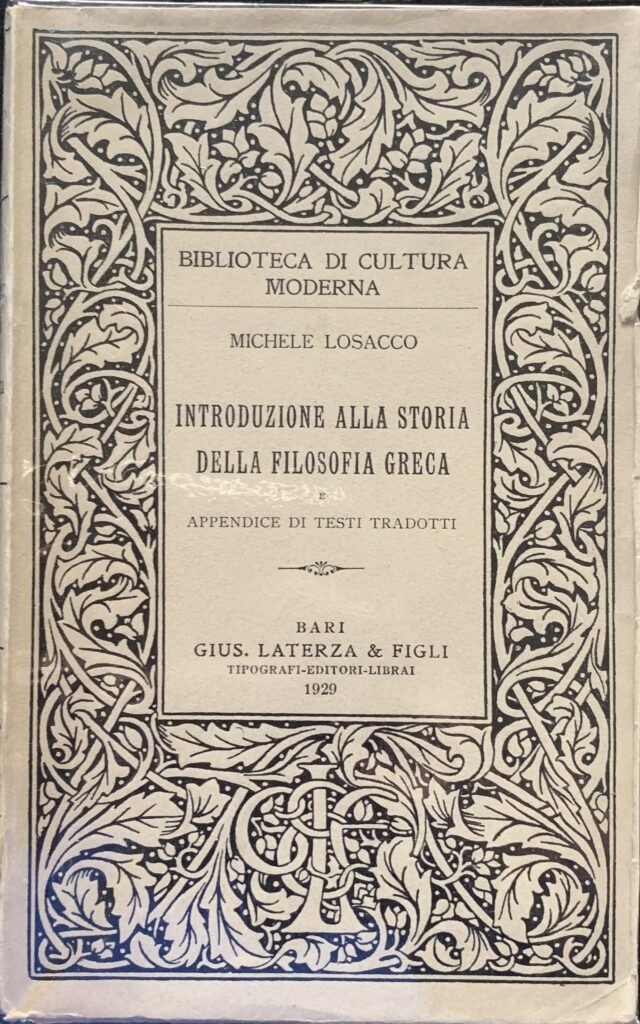 BIBLIOTECA DI CULTURA
MODERNA
MICHELE LOSACCO
INTRODUZIONE ALLA STORIA
DELLA FILOSOFIA GRECA
E
APPENDICE DI TESTI TRADOTTI
BARI
GIUS. LATERZA & FIGLI
TIPOGRAFI-EDITORI-LIBRAI
1929